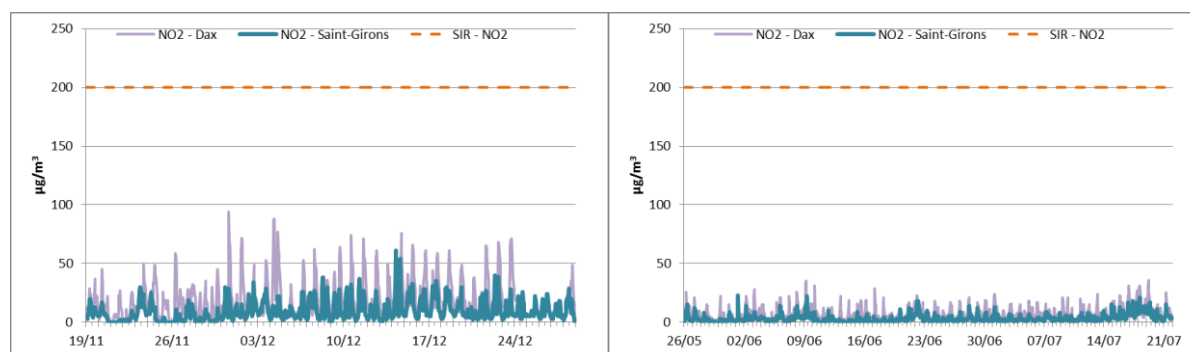 NO2 - Dax NO2 - Saint-Girons SIR - NO2
250
200
150
100
50
0
µg/m³
19/11 26/11 03/12 10/12 17/12 24/12
NO2 - Dax NO2 - Saint-Girons SIR - NO2
250
200
150
100
50
0
µg/m³
26/05 02/06 09/06 16/06 23/06 30/06 07/07 14/07 21/07